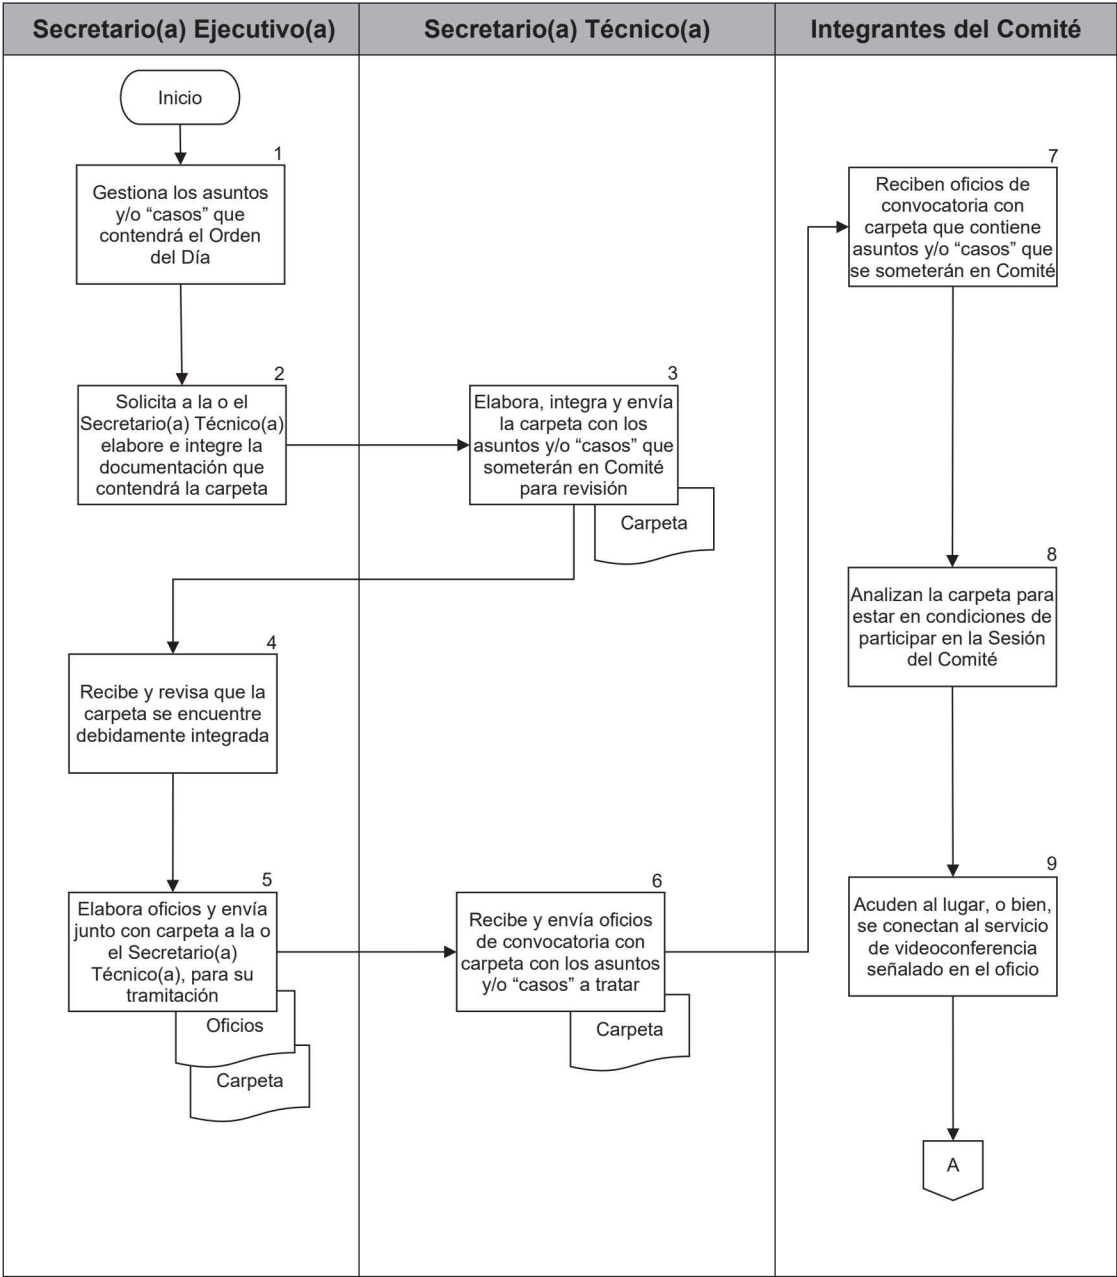 Secretario(a) Ejecutivo(a)
Secretario(a) Técnico(a)
Integrantes del Comité
Inicio
1
Gestiona los asuntos
y/o “casos” que
contendrá el Orden
del Día
2
Solicita a la o el
Secretario(a) Técnico(a)
elabore e integre la
documentación que
contendrá la carpeta
3
Elabora, integra y envía
la carpeta con los
asuntos y/o “casos” que
someterán en Comité
para revisión
Carpeta
4
Recibe y revisa que la
carpeta se encuentre
debidamente integrada
5
Elabora oficios y envía
junto con carpeta a la o
el Secretario(a)
Técnico(a), para su
tramitación
Oficios
Carpeta
6
Recibe y envía oficios
de convocatoria con
carpeta con los asuntos
y/o “casos” a tratar
Carpeta
7
Reciben oficios de
convocatoria con
carpeta que contiene
asuntos y/o “casos” que
se someterán en Comité
8
Analizan la carpeta para
estar en condiciones de
participar en la Sesión
del Comité
9
Acuden al lugar, o bien,
se conectan al servicio
de videoconferencia
señalado en el oficio
A